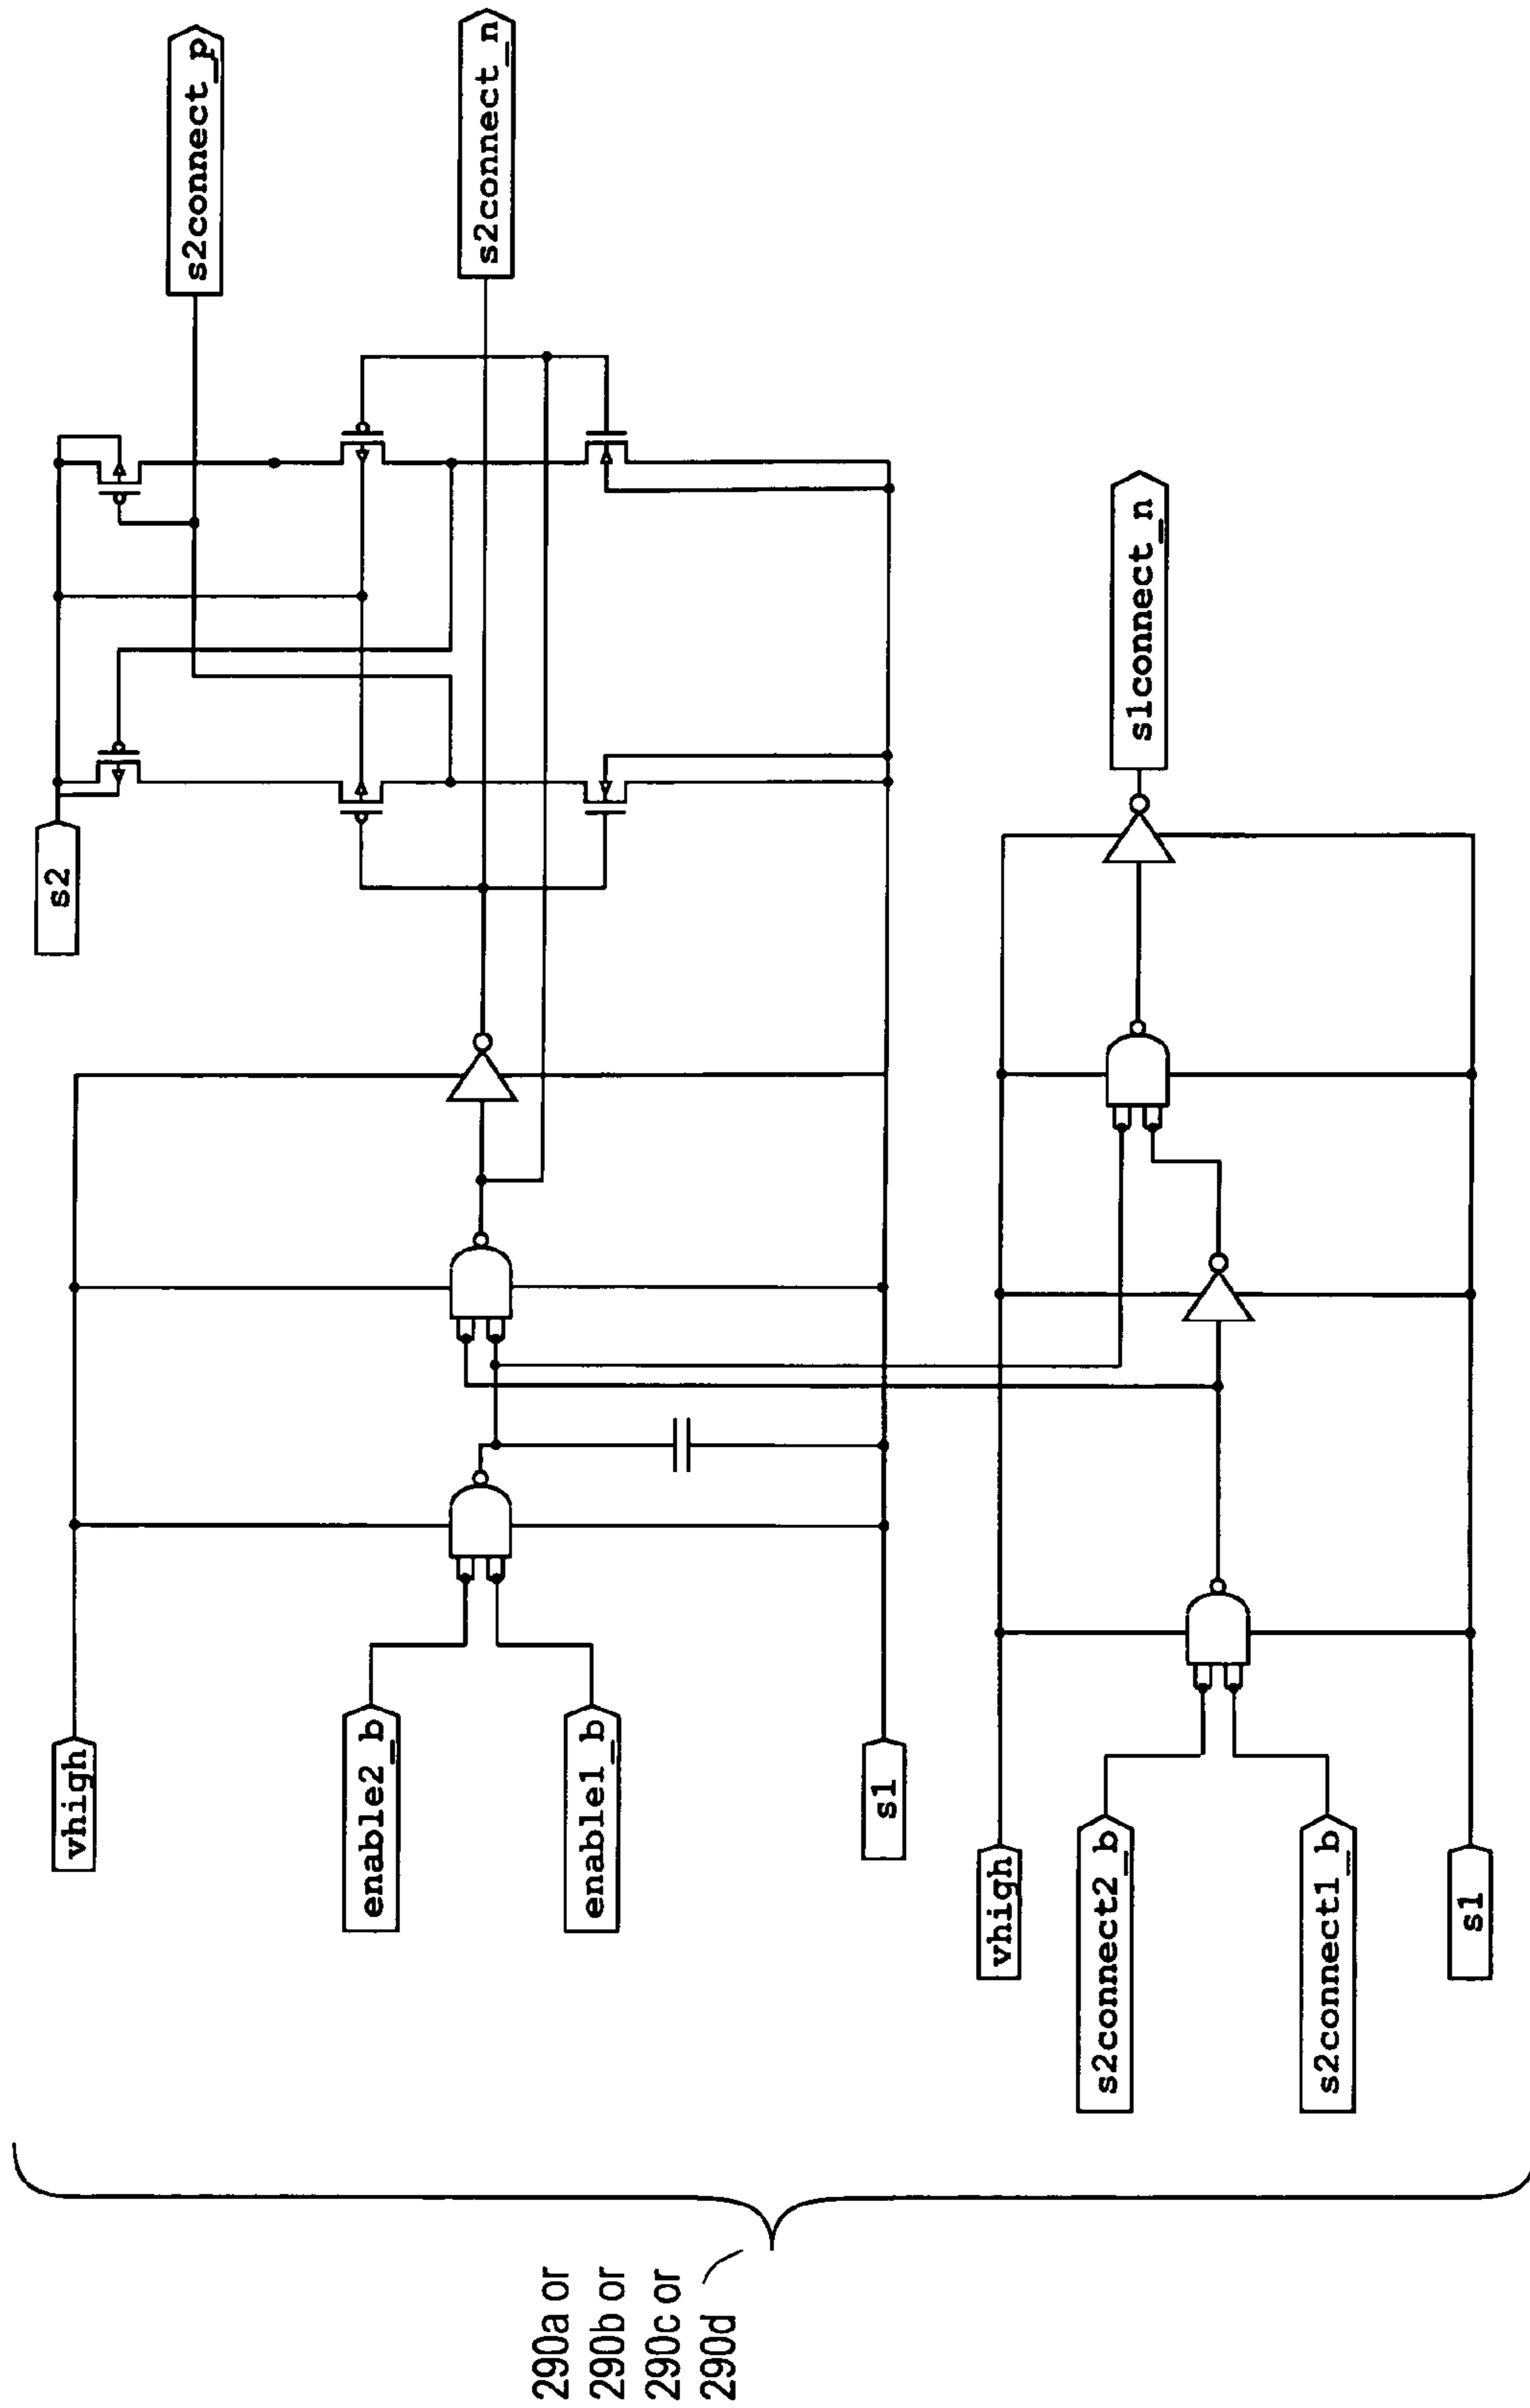 s2
s2connect_p
s2connect_n
vhigh
enable2_b
enable1_b
s1
vhigh
s2connect2_b
s2connect1_b
s1
s1connect_n
290a or
290b or
290c or
290d